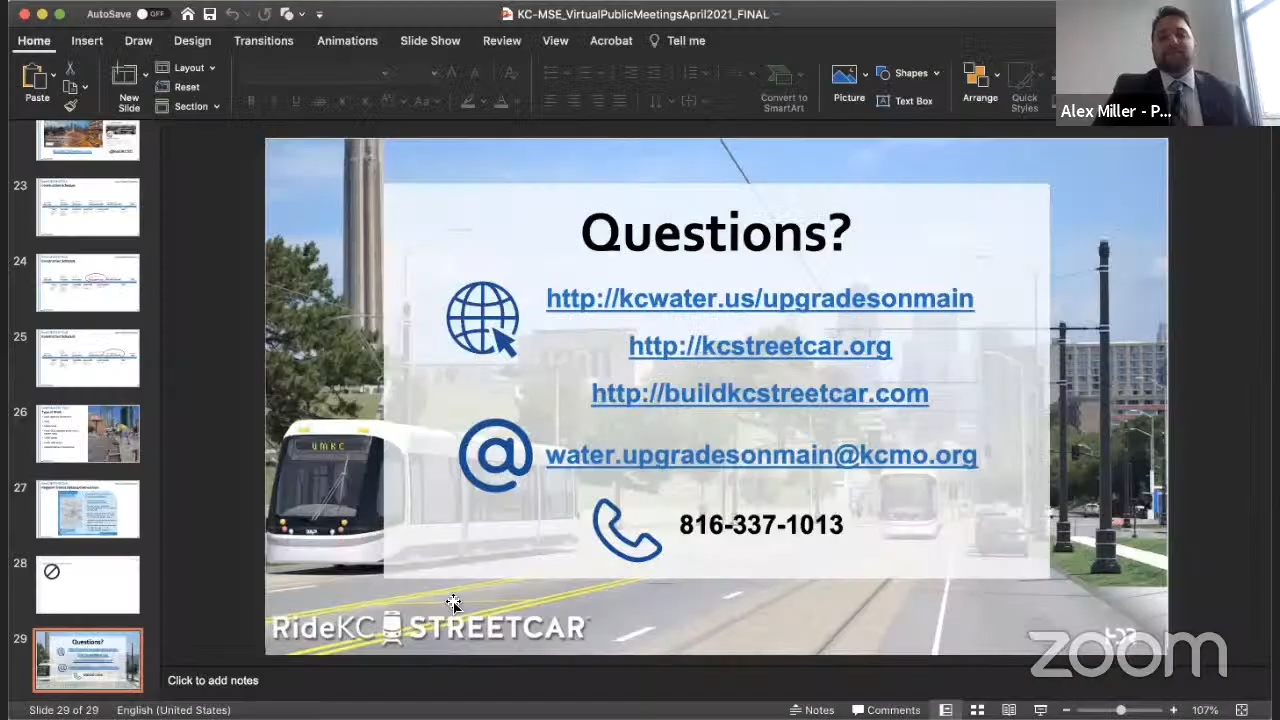 AutoSave OFF
KC-MSE_VirtualPublicMeetingsApril2021_FINAL
Home Insert Draw Design Transitions Animations Slide Show Review View Acrobat Tell me
Paste
New Slide
Layout
Reset
Section
Convert to SmartArt
Picture
Shapes
Text Box
Arrange
Quick Styles
Alex Miller - P...
23
24
25
26
27
28
29
Questions?
http://kcwater.us/upgradesonmain
http://kcstreetcar.org
http://buildkcstreetcar.com
water.upgradesonmain@kcmo.org
816-337-1013
UMKC
RideKC STREETCAR
zoom
Click to add notes
Slide 29 of 29 English (United States) Notes Comments 107%